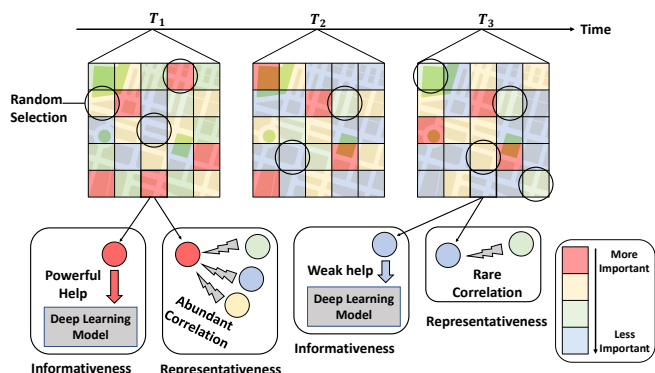 T₁
T₂
T₃
Time
Random
Selection
Powerful
Help
Deep Learning
Model
Informativeness
Abundant
Correlation
Representativeness
Weak help
Deep Learning
Model
Informativeness
Rare
Correlation
Representativeness
More
Important
Less
Important